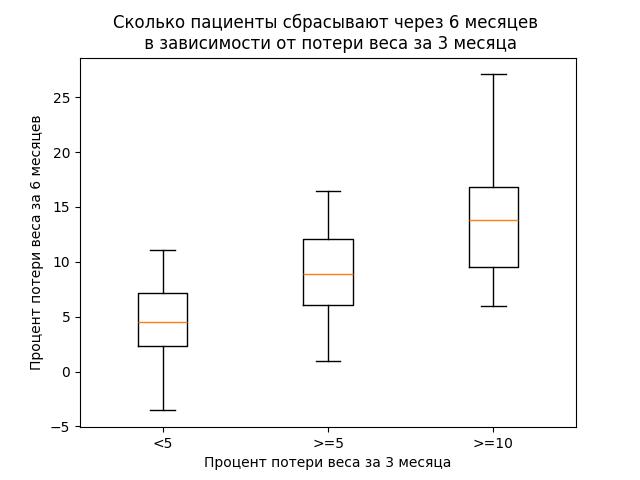 Сколько пациенты сбрасывают через 6 месяцев
в зависимости от потери веса за 3 месяца
Процент потери веса за 6 месяцев
25
20
15
10
5
0
−5
<5
>=5
>=10
Процент потери веса за 3 месяца